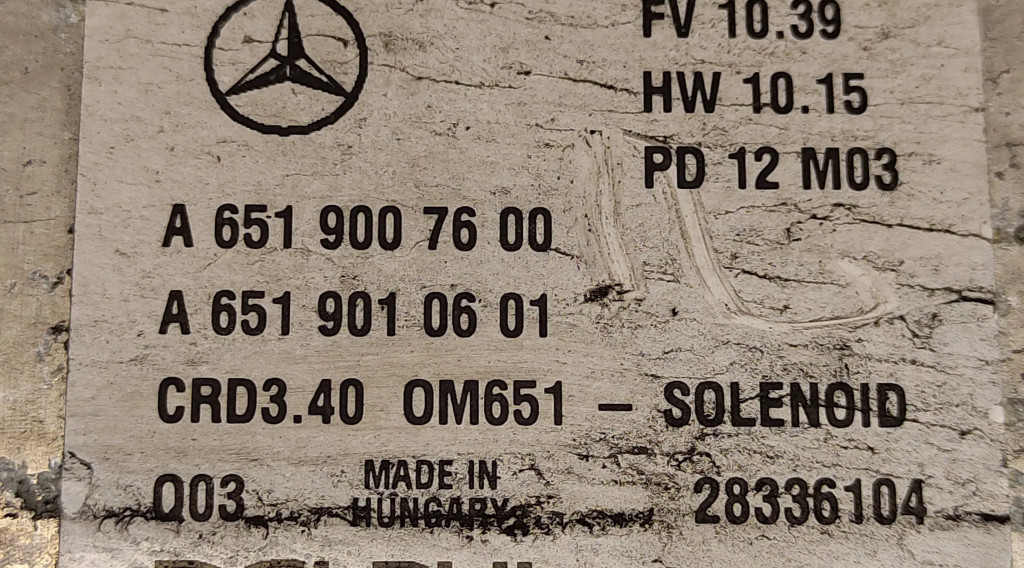 FV 10.39
HW 10.15
PD 12 M03
A 651 900 76 00
A 651 901 06 01
CRD3.40 OM651 – SOLENOID
Q03 MADE IN HUNGARY 28336104